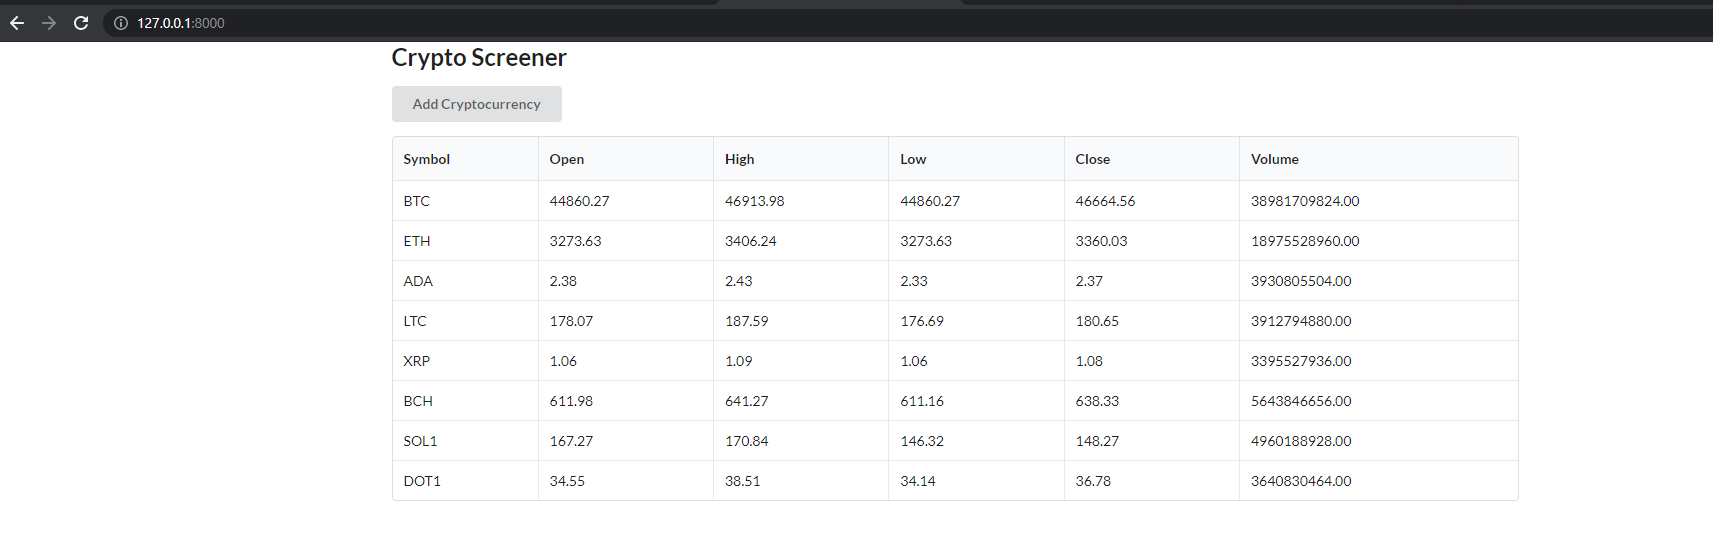 127.0.0.1:8000
Crypto Screener
Add Cryptocurrency
Symbol Open High Low Close Volume
BTC 44860.27 46913.98 44860.27 46664.56 38981709824.00
ETH 3273.63 3406.24 3273.63 3360.03 18975528960.00
ADA 2.38 2.43 2.33 2.37 3930805504.00
LTC 178.07 187.59 176.69 180.65 3912794880.00
XRP 1.06 1.09 1.06 1.08 3395527936.00
BCH 611.98 641.27 611.16 638.33 5643846656.00
SOL1 167.27 170.84 146.32 148.27 4960188928.00
DOT1 34.55 38.51 34.14 36.78 3640830464.00